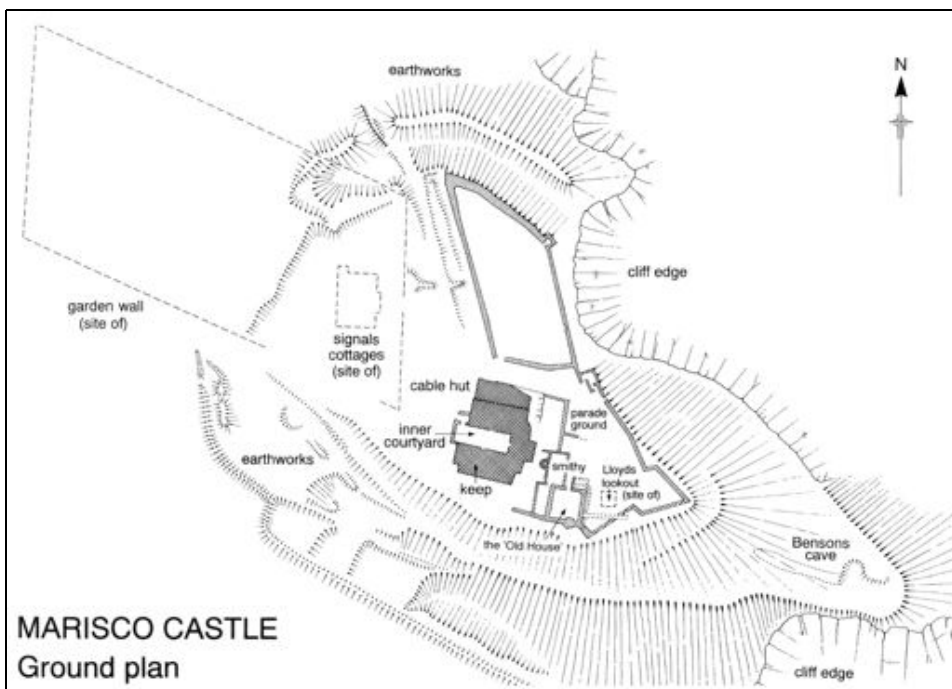 earthworks
N
cliff edge
garden wall
(site of)
signals
cottages
(site of)
cable hut
parade
ground
inner
courtyard
earthworks
smithy
Lloyds
lookout
(site of)
keep
the 'Old House'
Bensons
cave
MARISCO CASTLE
Ground plan
cliff edge